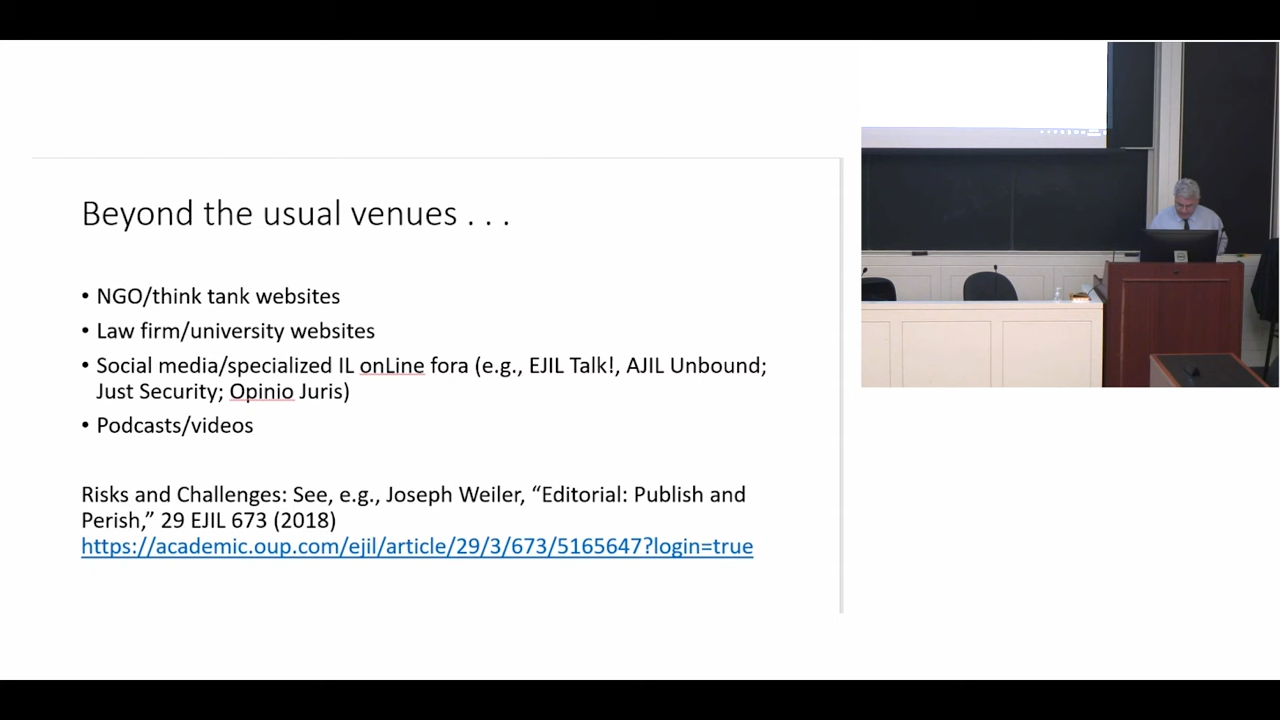 Beyond the usual venues . . .
• NGO/think tank websites
• Law firm/university websites
• Social media/specialized IL onLine fora (e.g., EJIL Talk!, AJIL Unbound;
Just Security; Opinio Juris)
• Podcasts/videos
Risks and Challenges: See, e.g., Joseph Weiler, “Editorial: Publish and
Perish,” 29 EJIL 673 (2018)
https://academic.oup.com/ejil/article/29/3/673/5165647?login=true